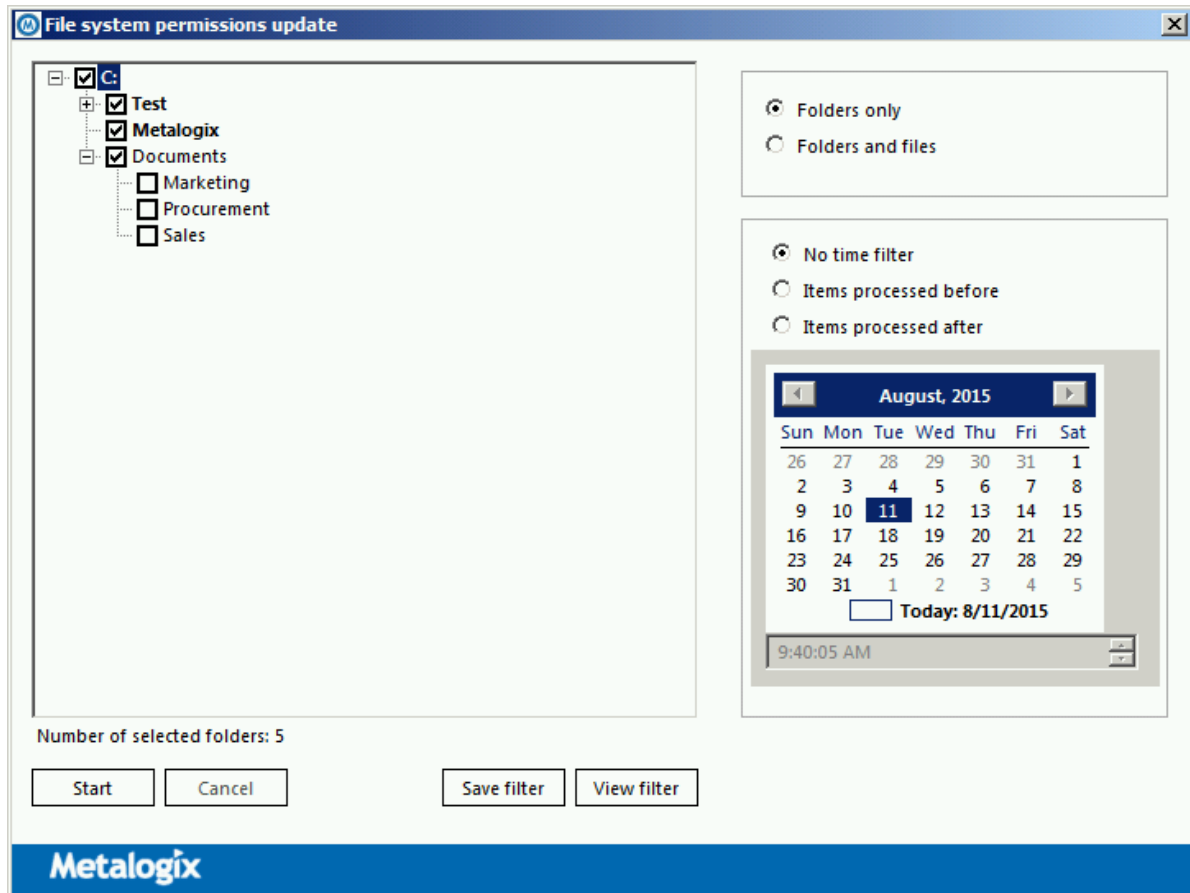 File system permissions update
C:
Test
Metalogix
Documents
Marketing
Procurement
Sales
Folders only
Folders and files
No time filter
Items processed before
Items processed after
August, 2015
Sun Mon Tue Wed Thu Fri Sat
26 27 28 29 30 31 1
2 3 4 5 6 7 8
9 10 11 12 13 14 15
16 17 18 19 20 21 22
23 24 25 26 27 28 29
30 31 1 2 3 4 5
Today: 8/11/2015
9:40:05 AM
Number of selected folders: 5
Start Cancel Save filter View filter
Metalogix